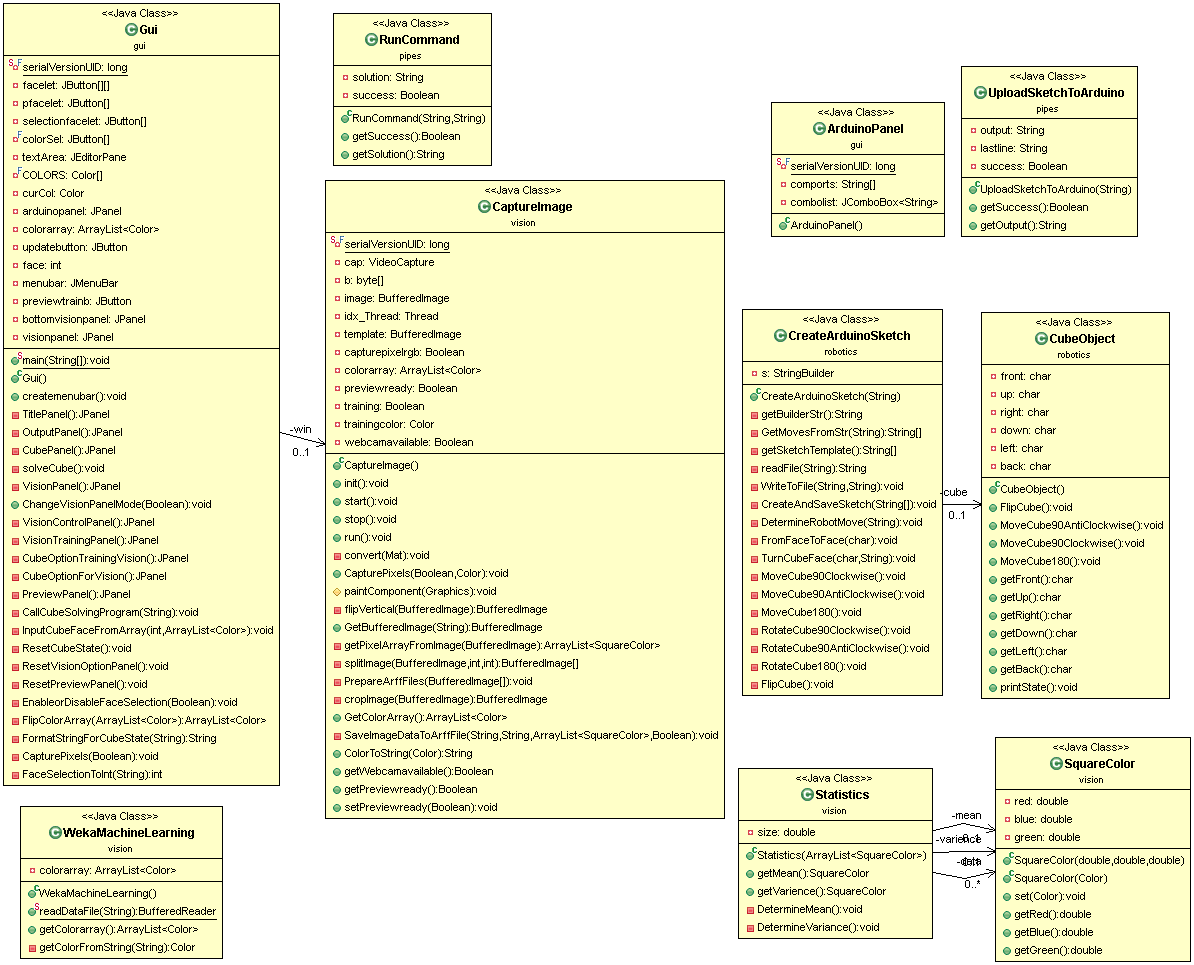 <<Java Class>>
Gui
gui
serialVersionUID: long
facelet: JButton[][]
pfacelet: JButton[]
selectionfacelet: JButton[]
colorSel: JButton[]
textArea: JEditorPane
COLORS: Color[]
curCol: Color
arduinopanel: JPanel
colorarray: ArrayList<Color>
updatebutton: JButton
face: int
menubar: JMenuBar
previewtrainb: JButton
bottomvisionpanel: JPanel
visionpanel: JPanel
main(String[]):void
Gui()
createmenubar():void
TitlePanel():JPanel
OutputPanel():JPanel
CubePanel():JPanel
solveCube():void
VisionPanel():JPanel
ChangeVisionPanelMode(Boolean):void
VisionControlPanel():JPanel
VisionTrainingPanel():JPanel
CubeOptionTrainingVision():JPanel
CubeOptionForVision():JPanel
PreviewPanel():JPanel
CallCubeSolvingProgram(String):void
InputCubeFaceFromArray(int,ArrayList<Color>):void
ResetCubeState():void
ResetVisionOptionPanel():void
ResetPreviewPanel():void
EnableorDisableFaceSelection(Boolean):void
FlipColorArray(ArrayList<Color>):ArrayList<Color>
FormatStringForCubeState(String):String
CapturePixels(Boolean):void
FaceSelectionToInt(String):int
-win
0..1
<<Java Class>>
RunCommand
pipes
solution: String
success: Boolean
RunCommand(String,String)
getSuccess():Boolean
getSolution():String
<<Java Class>>
CaptureImage
vision
serialVersionUID: long
cap: VideoCapture
b: byte[]
image: BufferedImage
idx_Thread: Thread
template: BufferedImage
capturepixelrgb: Boolean
colorarray: ArrayList<Color>
previewready: Boolean
training: Boolean
trainingcolor: Color
webcamavailable: Boolean
CaptureImage()
init():void
start():void
stop():void
run():void
convert(Mat):void
CapturePixels(Boolean,Color):void
paintComponent(Graphics):void
flipVertical(BufferedImage):BufferedImage
GetBufferedImage(String):BufferedImage
getPixelArrayFromImage(BufferedImage):ArrayList<SquareColor>
splitImage(BufferedImage,int,int):BufferedImage[]
PrepareArffFiles(BufferedImage[]):void
cropImage(BufferedImage):BufferedImage
GetColorArray():ArrayList<Color>
SaveImageDataToArffFile(String,String,ArrayList<SquareColor>,Boolean):void
ColorToString(Color):String
getWebcamavailable():Boolean
getPreviewready():Boolean
setPreviewready(Boolean):void
<<Java Class>>
ArduinoPanel
gui
serialVersionUID: long
comports: String[]
combolist: JComboBox<String>
ArduinoPanel()
<<Java Class>>
UploadSketchToArduino
pipes
output: String
lastline: String
success: Boolean
UploadSketchToArduino(String)
getSuccess():Boolean
getOutput():String
<<Java Class>>
CreateArduinoSketch
robotics
s: StringBuilder
CreateArduinoSketch(String)
getBuilderStr():String
GetMovesFromStr(String):String[]
getSketchTemplate():String[]
readFile(String):String
WriteToFile(String,String):void
CreateAndSaveSketch(String[]):void
DetermineRobotMove(String):void
FromFaceToFace(char):void
TurnCubeFace(char,String):void
MoveCube90Clockwise():void
MoveCube90AntiClockwise():void
MoveCube180():void
RotateCube90Clockwise():void
RotateCube90AntiClockwise():void
RotateCube180():void
FlipCube():void
-cube
0..1
<<Java Class>>
CubeObject
robotics
front: char
up: char
right: char
down: char
left: char
back: char
CubeObject()
FlipCube():void
MoveCube90AntiClockwise():void
MoveCube90Clockwise():void
MoveCube180():void
getFront():char
getUp():char
getRight():char
getDown():char
getLeft():char
getBack():char
printState():void
<<Java Class>>
WekaMachineLearning
vision
colorarray: ArrayList<Color>
WekaMachineLearning()
readDataFile(String):BufferedReader
getColorarray():ArrayList<Color>
getColorFromString(String):Color
<<Java Class>>
Statistics
vision
size: double
Statistics(ArrayList<SquareColor>)
getMean():SquareColor
getVarience():SquareColor
DetermineMean():void
DetermineVariance():void
-mean
-varience
-data
0..*
<<Java Class>>
SquareColor
vision
red: double
blue: double
green: double
SquareColor(double,double,double)
SquareColor(Color)
set(Color):void
getRed():double
getBlue():double
getGreen():double